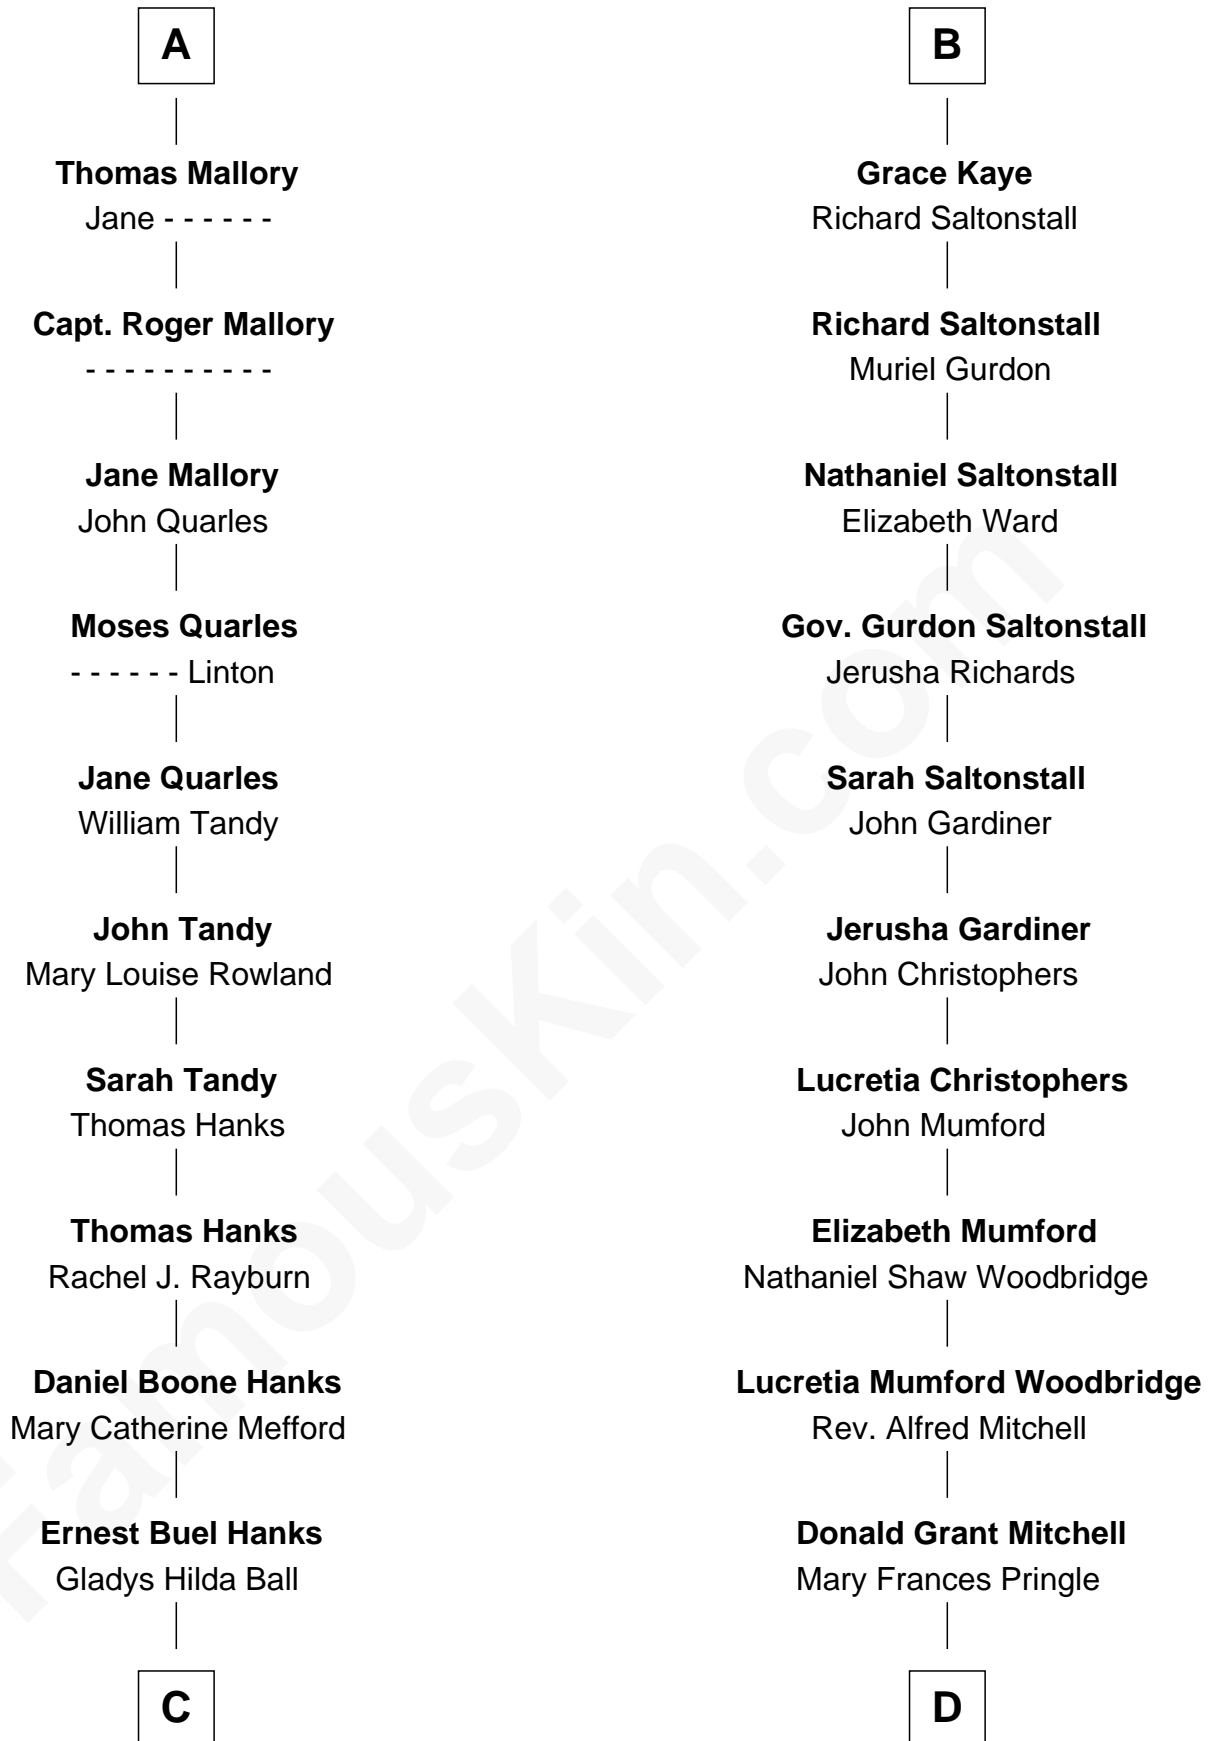 A
Thomas Mallory
Jane - - - - - -
Capt. Roger Mallory
- - - - - - - - - -
Jane Mallory
John Quarles
Moses Quarles
- - - - - - Linton
Jane Quarles
William Tandy
John Tandy
Mary Louise Rowland
Sarah Tandy
Thomas Hanks
Thomas Hanks
Rachel J. Rayburn
Daniel Boone Hanks
Mary Catherine Mefford
Ernest Buel Hanks
Gladys Hilda Ball
C
B
Grace Kaye
Richard Saltonstall
Richard Saltonstall
Muriel Gurdon
Nathaniel Saltonstall
Elizabeth Ward
Gov. Gurdon Saltonstall
Jerusha Richards
Sarah Saltonstall
John Gardiner
Jerusha Gardiner
John Christophers
Lucretia Christophers
John Mumford
Elizabeth Mumford
Nathaniel Shaw Woodbridge
Lucretia Mumford Woodbridge
Rev. Alfred Mitchell
Donald Grant Mitchell
Mary Frances Pringle
D
FamousKin.com